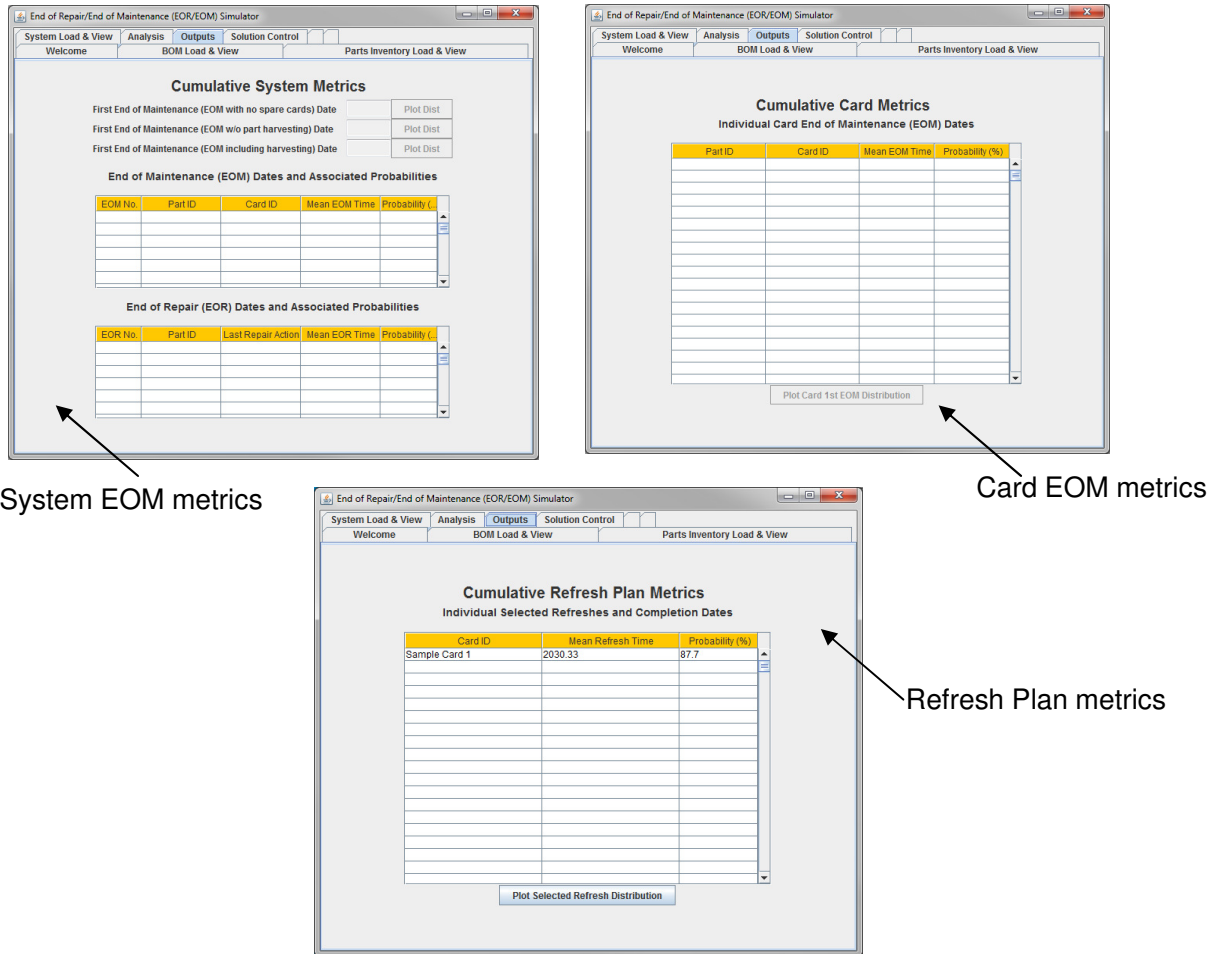 End of Repair/End of Maintenance (EOR/EOM) Simulator
System Load & View Analysis Outputs Solution Control
Welcome BOM Load & View Parts Inventory Load & View
Cumulative System Metrics
First End of Maintenance (EOM with no spare cards) Date Plot Dist
First End of Maintenance (EOM w/o part harvesting) Date Plot Dist
First End of Maintenance (EOM including harvesting) Date Plot Dist
End of Maintenance (EOM) Dates and Associated Probabilities
EOM No. Part ID Card ID Mean EOM Time Probability (...
End of Repair (EOR) Dates and Associated Probabilities
EOR No. Part ID Last Repair Action Mean EOR Time Probability (...
System EOM metrics
End of Repair/End of Maintenance (EOR/EOM) Simulator
System Load & View Analysis Outputs Solution Control
Welcome BOM Load & View Parts Inventory Load & View
Cumulative Card Metrics
Individual Card End of Maintenance (EOM) Dates
Part ID Card ID Mean EOM Time Probability (%)
Plot Card 1st EOM Distribution
Card EOM metrics
End of Repair/End of Maintenance (EOR/EOM) Simulator
System Load & View Analysis Outputs Solution Control
Welcome BOM Load & View Parts Inventory Load & View
Cumulative Refresh Plan Metrics
Individual Selected Refreshes and Completion Dates
Card ID Mean Refresh Time Probability (%)
Sample Card 1 2030.33 87.7
Plot Selected Refresh Distribution
Refresh Plan metrics